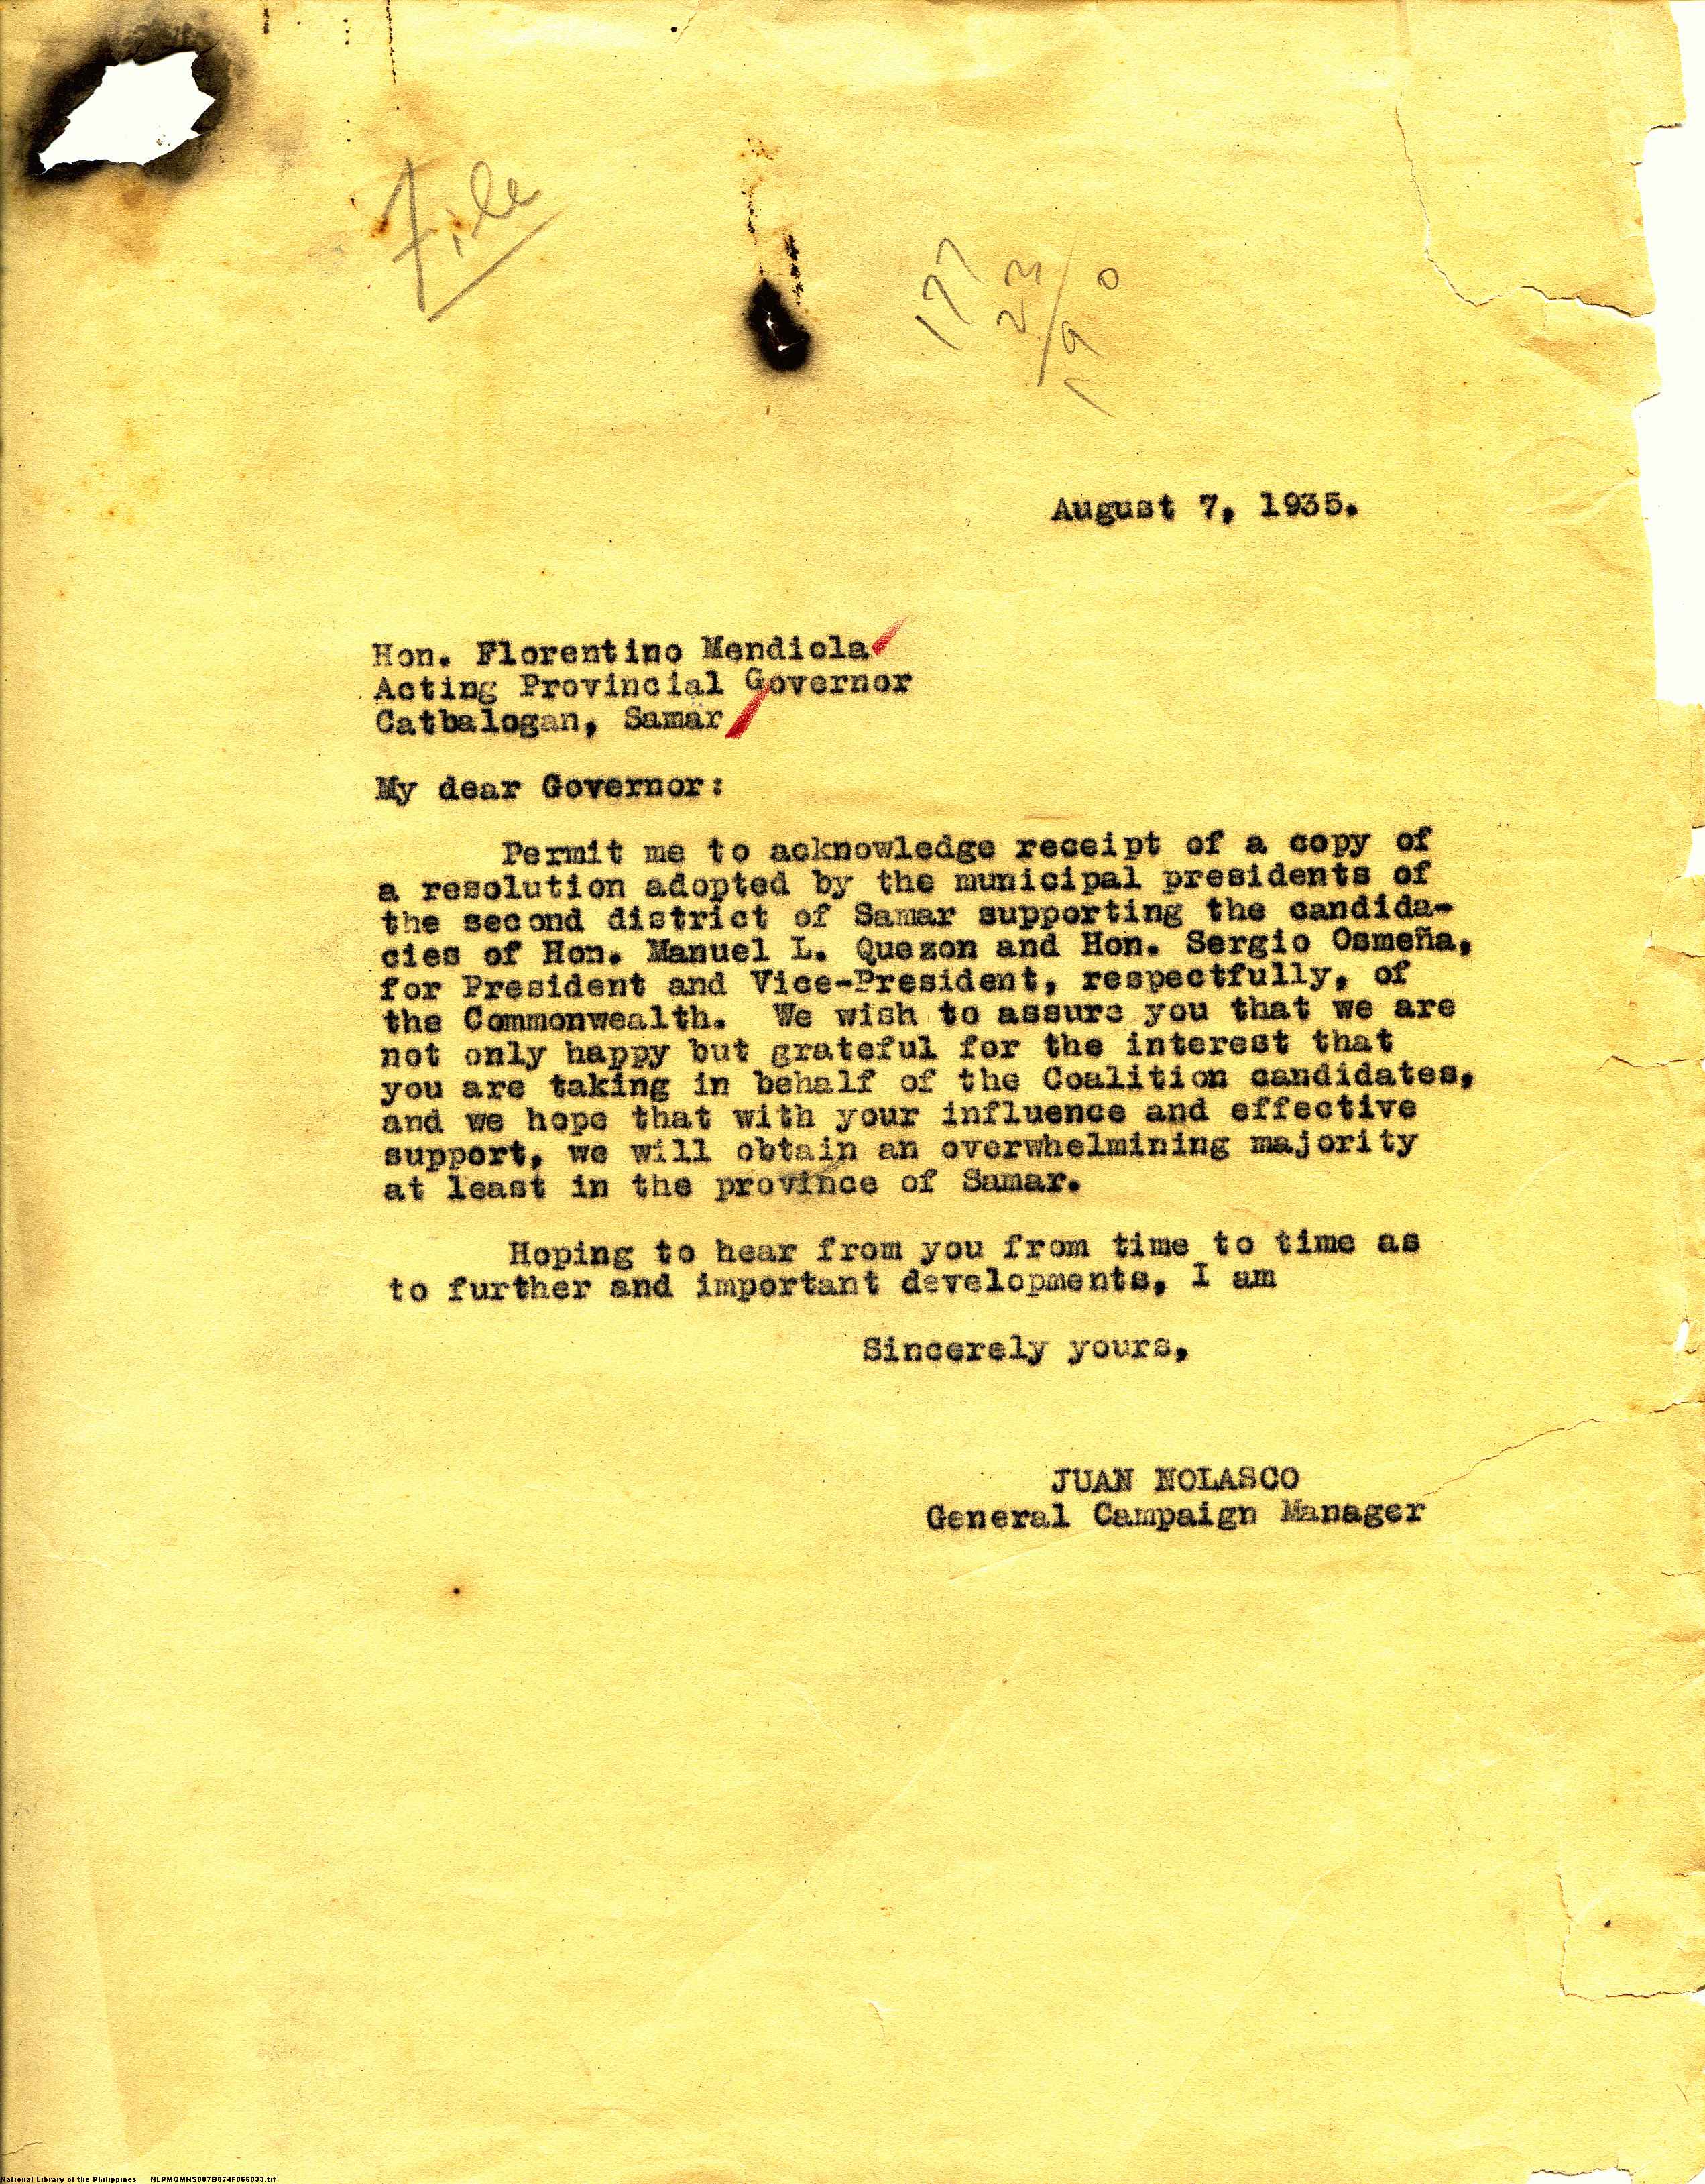 File
177
23
190
August 7, 1935.
Hon. Florentino Mendiola
Acting Provincial Governor
Catbalogan, Samar
My dear Governor:
Permit me to acknowledge receipt of a copy of
a resolution adopted by the municipal presidents of
the second district of Samar supporting the candida-
cies of Hon. Manuel L. Quezon and Hon. Sergio Osmeña,
for President and Vice-President, respectfully, of
the Commonwealth. We wish to assure you that we are
not only happy but grateful for the interest that
you are taking in behalf of the Coalition candidates,
and we hope that with your influence and effective
support, we will obtain an overwhelmining majority
at least in the province of Samar.
Hoping to hear from you from time to time as
to further and important developments, I am
Sincerely yours,
JUAN NOLASCO
General Campaign Manager
National Library of the Philippines NLPMQMNS007B074F066033.tif